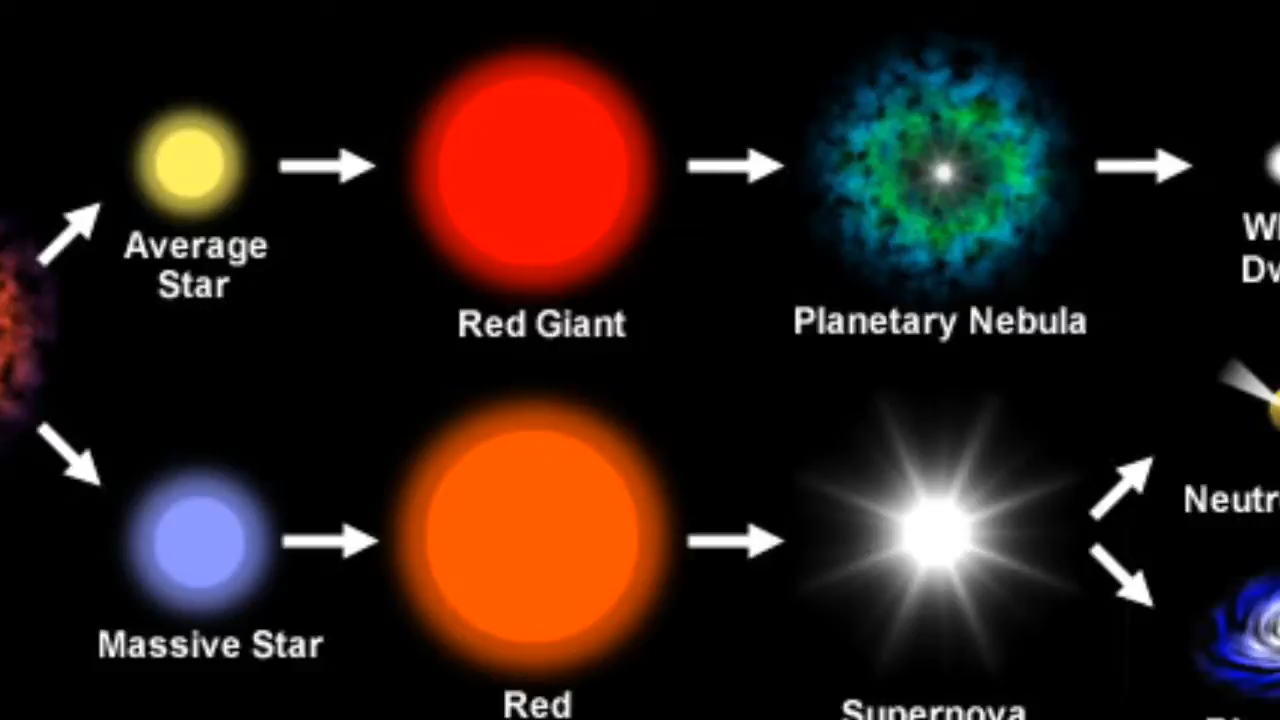 Average
Star
Red Giant
Planetary Nebula
Massive Star
Red
Supernova